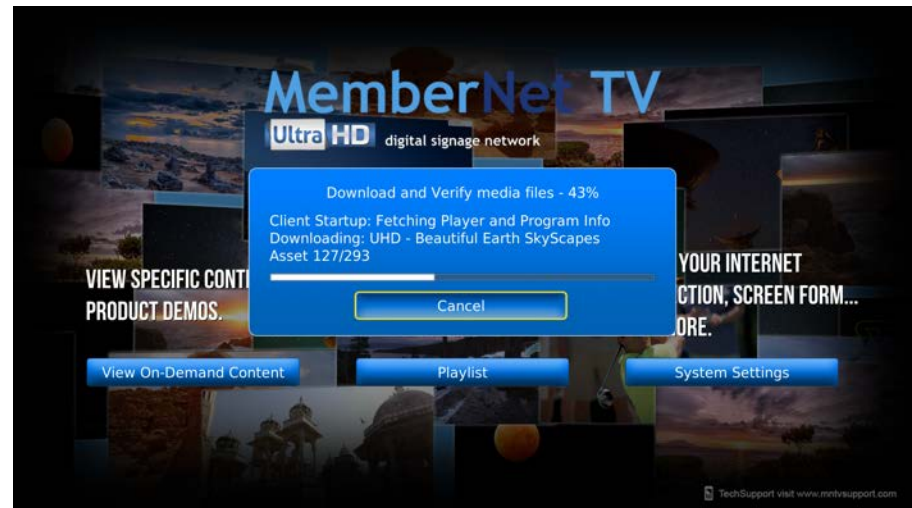 MemberNet TV
Ultra HD digital signage network
Download and Verify media files - 43%
Client Startup: Fetching Player and Program Info
Downloading: UHD - Beautiful Earth SkyScapes
Asset 127/293
Cancel
VIEW SPECIFIC CONT
PRODUCT DEMOS.
YOUR INTERNET
CTION, SCREEN FORM...
ORE.
View On-Demand Content
Playlist
System Settings
TechSupport visit www.mntvsupport.com